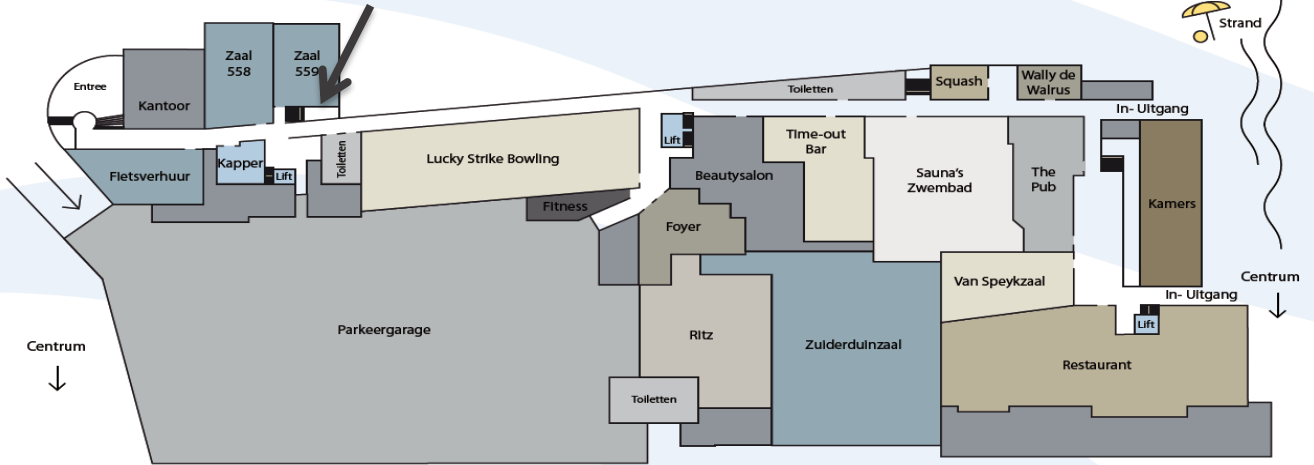 Strand
Zaal
558
Zaal
559
Entree
Kantoor
Squash
Wally de
Walrus
Toiletten
In- Uitgang
Lift
Time-out
Bar
Kapper
Lift
Toiletten
Lucky Strike Bowling
Fietsverhuur
Beautysalon
Sauna's
Zwembad
The
Pub
Kamers
Fitness
Foyer
Van Speykzaal
Centrum
In- Uitgang
Lift
Parkeergarage
Ritz
Zuiderduinzaal
Centrum
Restaurant
Toiletten